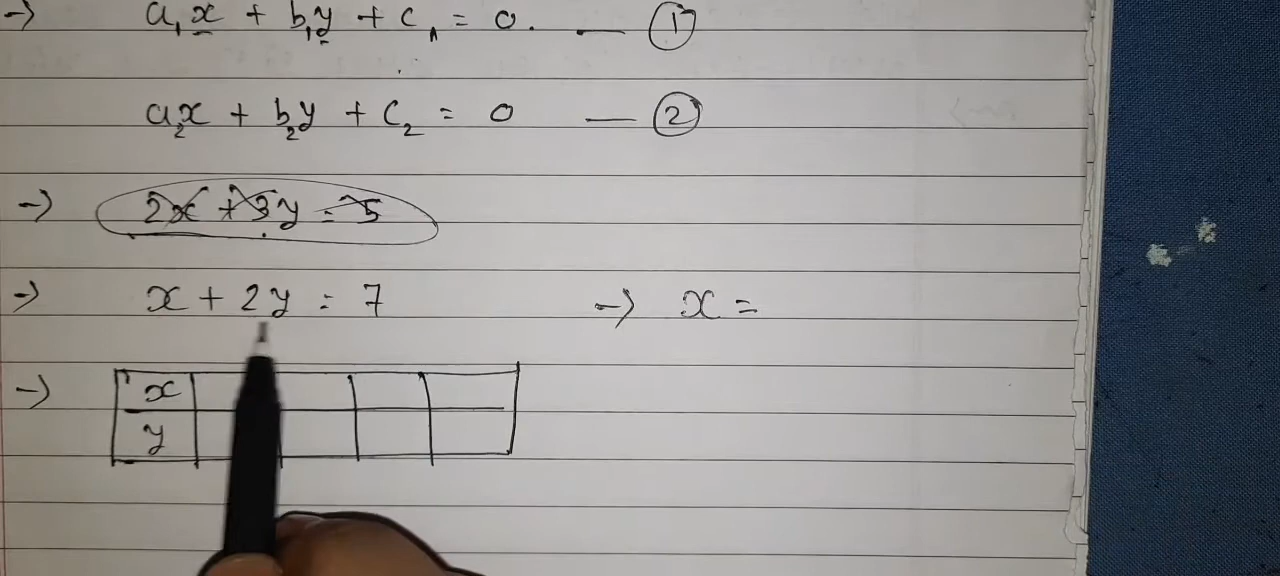 → a₁x + b₁y + c₁ = 0. — ①
a₂x + b₂y + c₂ = 0 — ②
→ 2x + 3y = 5
→ x + 2y = 7 → x =
→ x
y